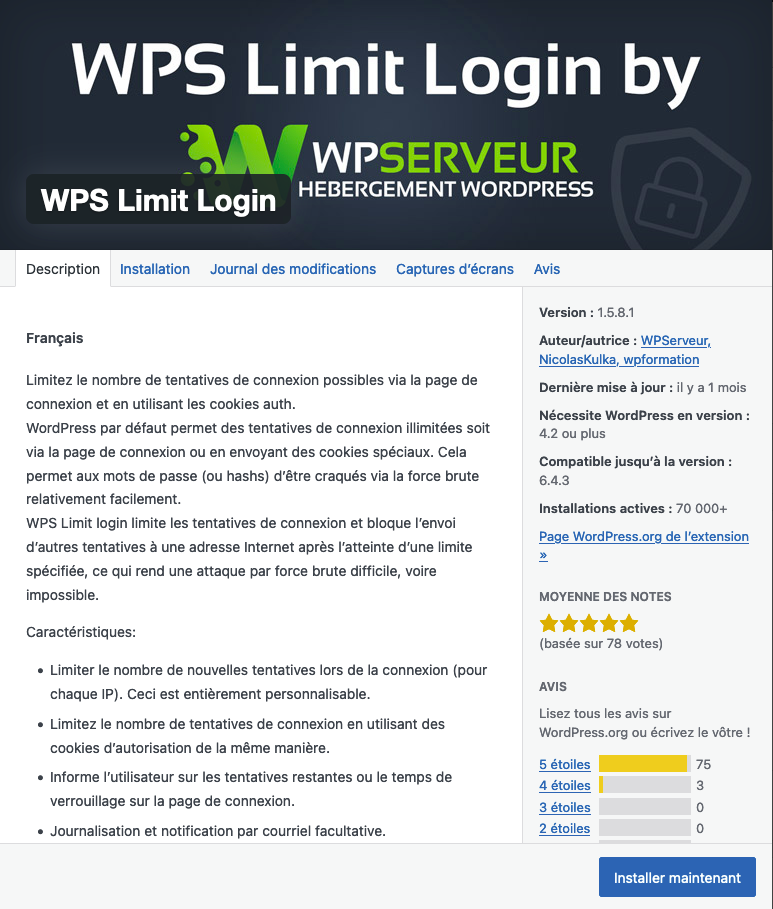 WPS Limit Login by
WPSERVEUR
HEBERGEMENT WORDPRESS
WPS Limit Login
Description Installation Journal des modifications Captures d’écrans Avis
Français
Limitez le nombre de tentatives de connexion possibles via la page de
connexion et en utilisant les cookies auth.
WordPress par défaut permet des tentatives de connexion illimitées soit
via la page de connexion ou en envoyant des cookies spéciaux. Cela
permet aux mots de passe (ou hashs) d’être craqués via la force brute
relativement facilement.
WPS Limit login limite les tentatives de connexion et bloque l’envoi
d’autres tentatives à une adresse Internet après l’atteinte d’une limite
spécifiée, ce qui rend une attaque par force brute difficile, voire
impossible.
Caractéristiques:
• Limiter le nombre de nouvelles tentatives lors de la connexion (pour
chaque IP). Ceci est entièrement personnalisable.
• Limitez le nombre de tentatives de connexion en utilisant des
cookies d’autorisation de la même manière.
• Informe l’utilisateur sur les tentatives restantes ou le temps de
verrouillage sur la page de connexion.
• Journalisation et notification par courriel facultative.
Version : 1.5.8.1
Auteur/autrice : WPServeur,
NicolasKulka, wpformation
Dernière mise à jour : il y a 1 mois
Nécessite WordPress en version :
4.2 ou plus
Compatible jusqu’à la version :
6.4.3
Installations actives : 70 000+
Page WordPress.org de l’extension
»
MOYENNE DES NOTES
(basée sur 78 votes)
AVIS
Lisez tous les avis sur
WordPress.org ou écrivez le vôtre !
5 étoiles 75
4 étoiles 3
3 étoiles 0
2 étoiles 0
Installer maintenant